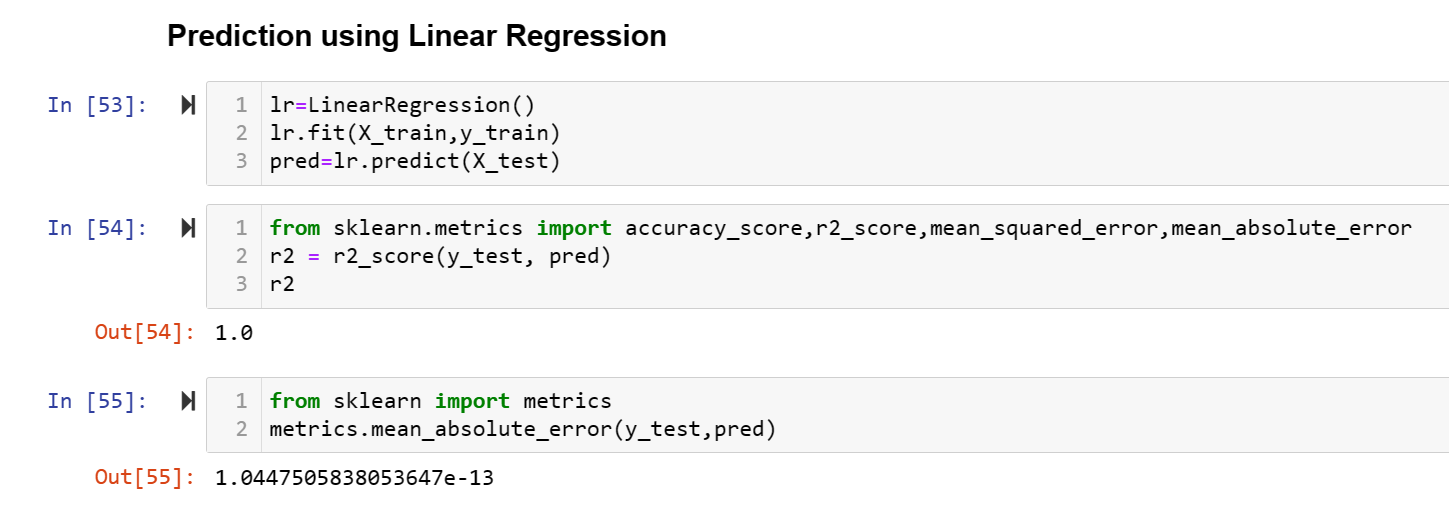 Prediction using Linear Regression
In [53]:
1 lr=LinearRegression()
2 lr.fit(X_train,y_train)
3 pred=lr.predict(X_test)
In [54]:
1 from sklearn.metrics import accuracy_score,r2_score,mean_squared_error,mean_absolute_error
2 r2 = r2_score(y_test, pred)
3 r2
Out[54]: 1.0
In [55]:
1 from sklearn import metrics
2 metrics.mean_absolute_error(y_test,pred)
Out[55]: 1.0447505838053647e-13